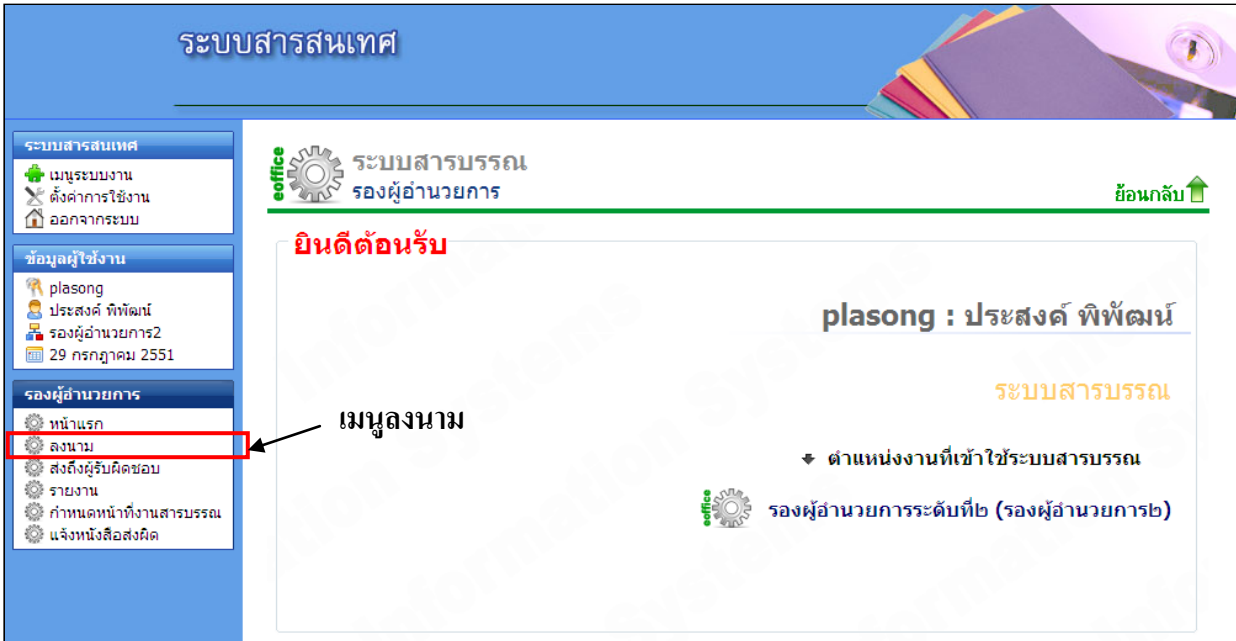 ระบบสารสนเทศ
ระบบสารสนเทศ
เมนูระบบงาน
ตั้งค่าการใช้งาน
ออกจากระบบ
ข้อมูลผู้ใช้งาน
plasong
ประสงค์ พิพัฒน์
รองผู้อำนวยการ2
29 กรกฎาคม 2551
รองผู้อำนวยการ
หน้าแรก
ลงนาม
ส่งถึงผู้รับผิดชอบ
รายงาน
กำหนดหน้าที่งานสารบรรณ
แจ้งหนังสือส่งผิด
eoffice
ระบบสารบรรณ
รองผู้อำนวยการ
ย้อนกลับ
ยินดีต้อนรับ
plasong : ประสงค์ พิพัฒน์
ระบบสารบรรณ
เมนูลงนาม
ตำแหน่งงานที่เข้าใช้ระบบสารบรรณ
eoffice
รองผู้อำนวยการระดับที่๒ (รองผู้อำนวยการ๒)
Information Systems